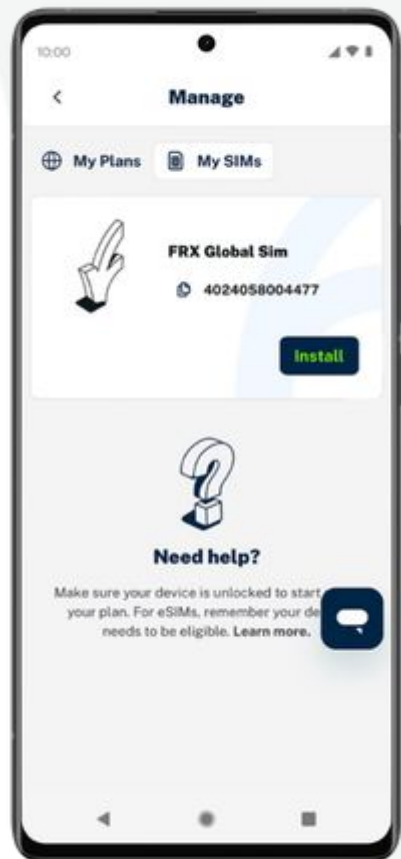 10:00
Manage
My Plans My SIMs
FRX Global Sim
4024058004477
Install
Need help?
Make sure your device is unlocked to start
your plan. For eSIMs, remember your de
needs to be eligible. Learn more.